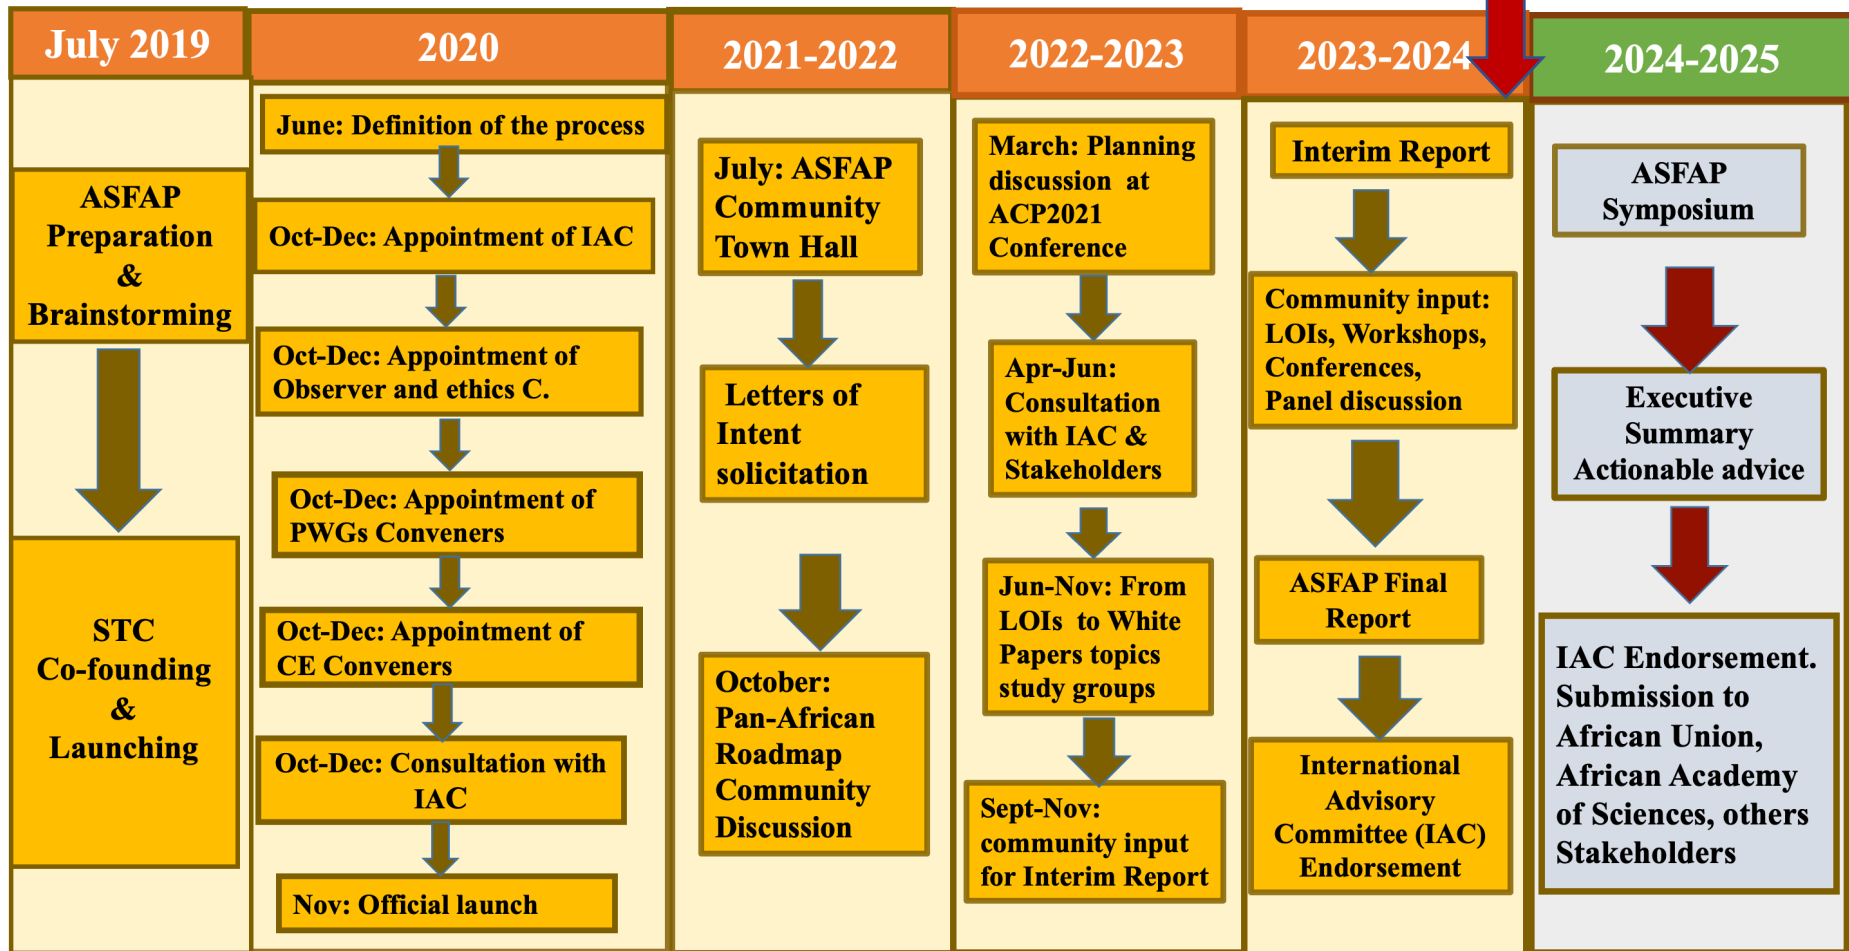 July 2019
ASFAP
Preparation
&
Brainstorming
STC
Co-founding
&
Launching
2020
June: Definition of the process
Oct-Dec: Appointment of IAC
Oct-Dec: Appointment of
Observer and ethics C.
Oct-Dec: Appointment of
PWGs Conveners
Oct-Dec: Appointment of
CE Conveners
Oct-Dec: Consultation with
IAC
Nov: Official launch
2021-2022
July: ASFAP
Community
Town Hall
Letters of
Intent
solicitation
October:
Pan-African
Roadmap
Community
Discussion
2022-2023
March: Planning
discussion at
ACP2021
Conference
Apr-Jun:
Consultation
with IAC &
Stakeholders
Jun-Nov: From
LOIs to White
Papers topics
study groups
Sept-Nov:
community input
for Interim Report
2023-2024
Interim Report
Community input:
LOIs, Workshops,
Conferences,
Panel discussion
ASFAP Final
Report
International
Advisory
Committee (IAC)
Endorsement
2024-2025
ASFAP
Symposium
Executive
Summary
Actionable advice
IAC Endorsement.
Submission to
African Union,
African Academy
of Sciences, others
Stakeholders